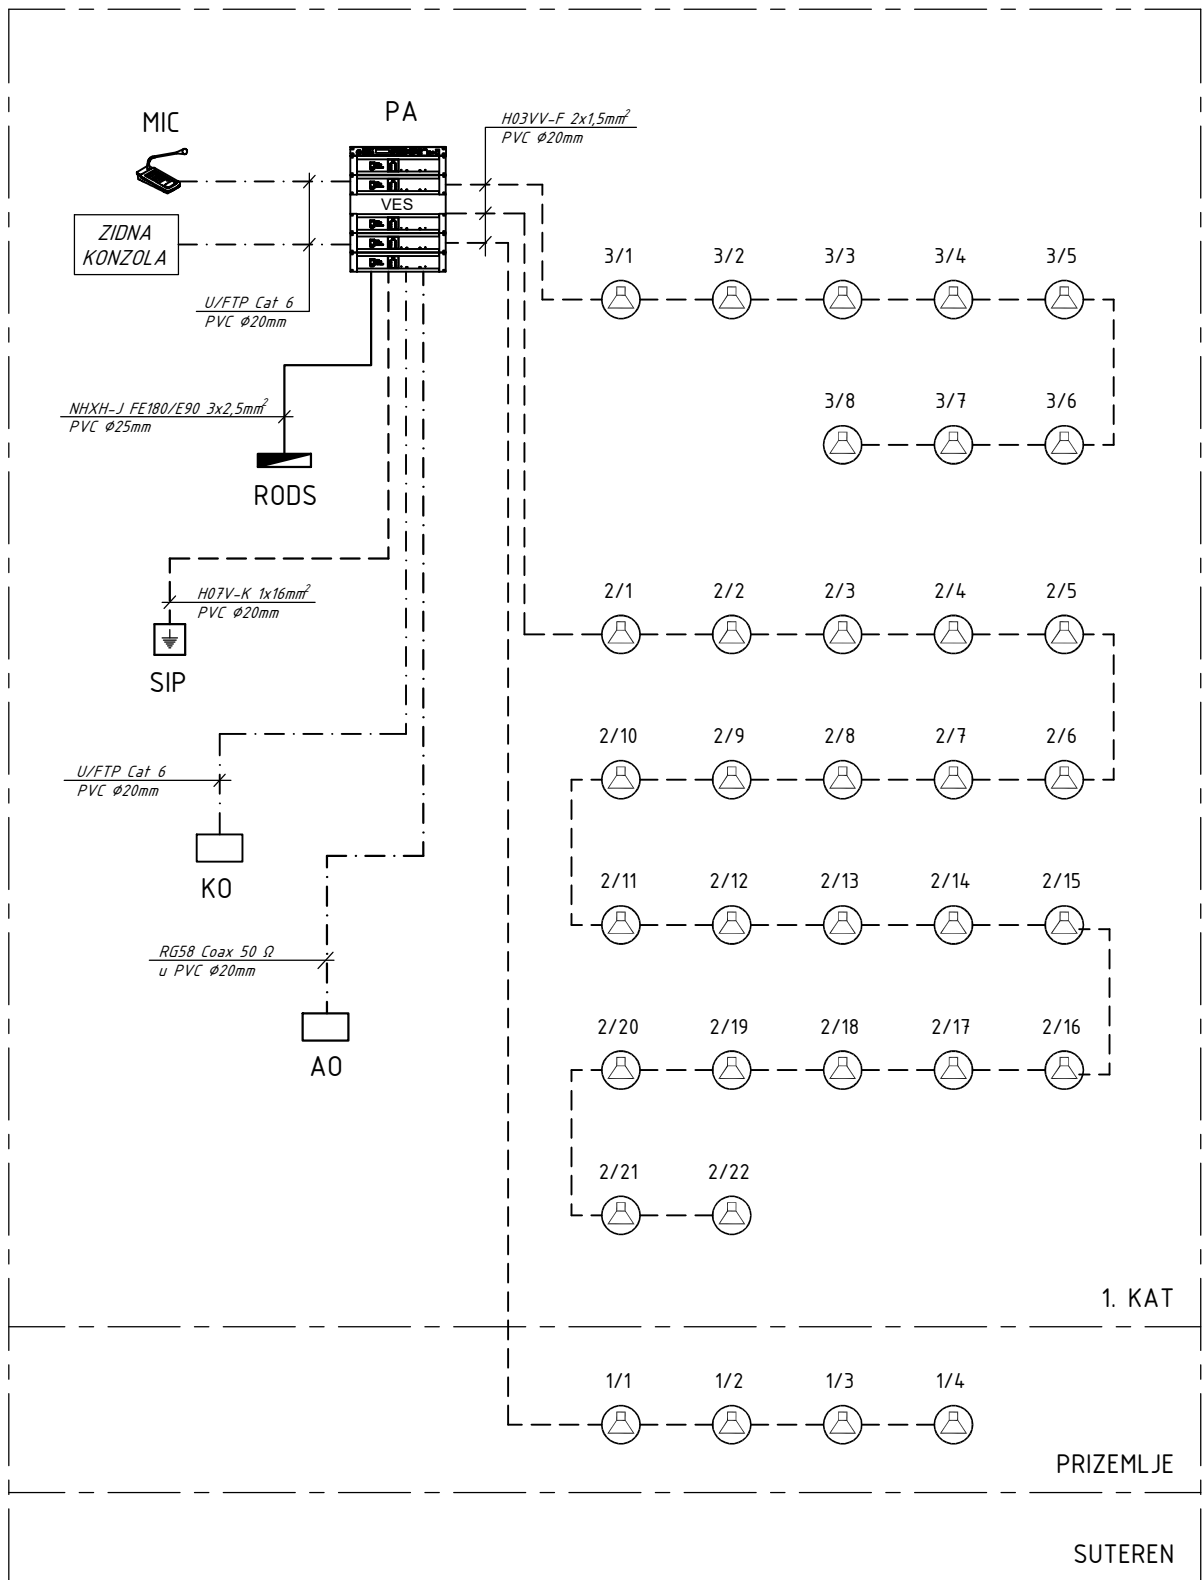 MIC
PA
H03VV-F 2x1,5mm²
PVC Ø20mm
VES
ZIDNA
KONZOLA
U/FTP Cat 6
PVC Ø20mm
3/1 3/2 3/3 3/4 3/5
NHXH-J FE180/E90 3x2,5mm²
PVC Ø25mm
3/8 3/7 3/6
RODS
H07V-K 1x16mm²
PVC Ø20mm
2/1 2/2 2/3 2/4 2/5
SIP
2/10 2/9 2/8 2/7 2/6
U/FTP Cat 6
PVC Ø20mm
KO
2/11 2/12 2/13 2/14 2/15
RG58 Coax 50 Ω
u PVC Ø20mm
2/20 2/19 2/18 2/17 2/16
AO
2/21 2/22
1. KAT
1/1 1/2 1/3 1/4
PRIZEMLJE
SUTEREN